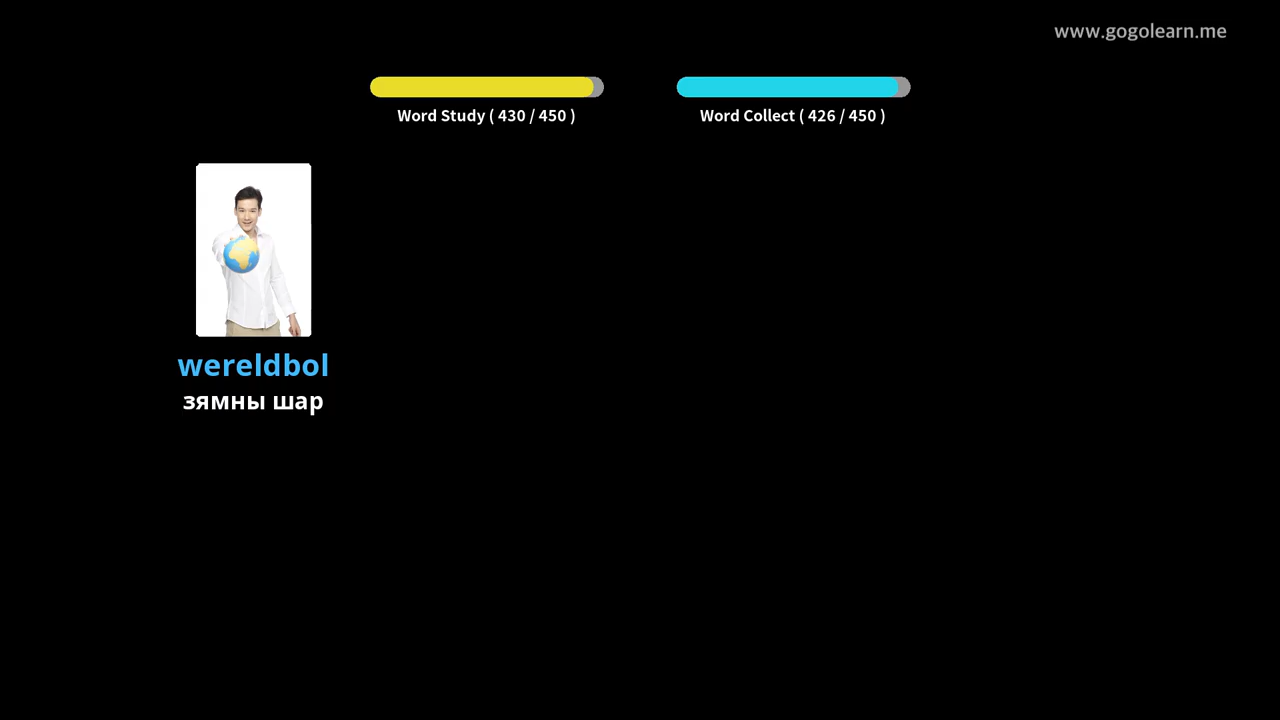 www.gogolearn.me
Word Study ( 430 / 450 )
Word Collect ( 426 / 450 )
wereldbol
зямны шар